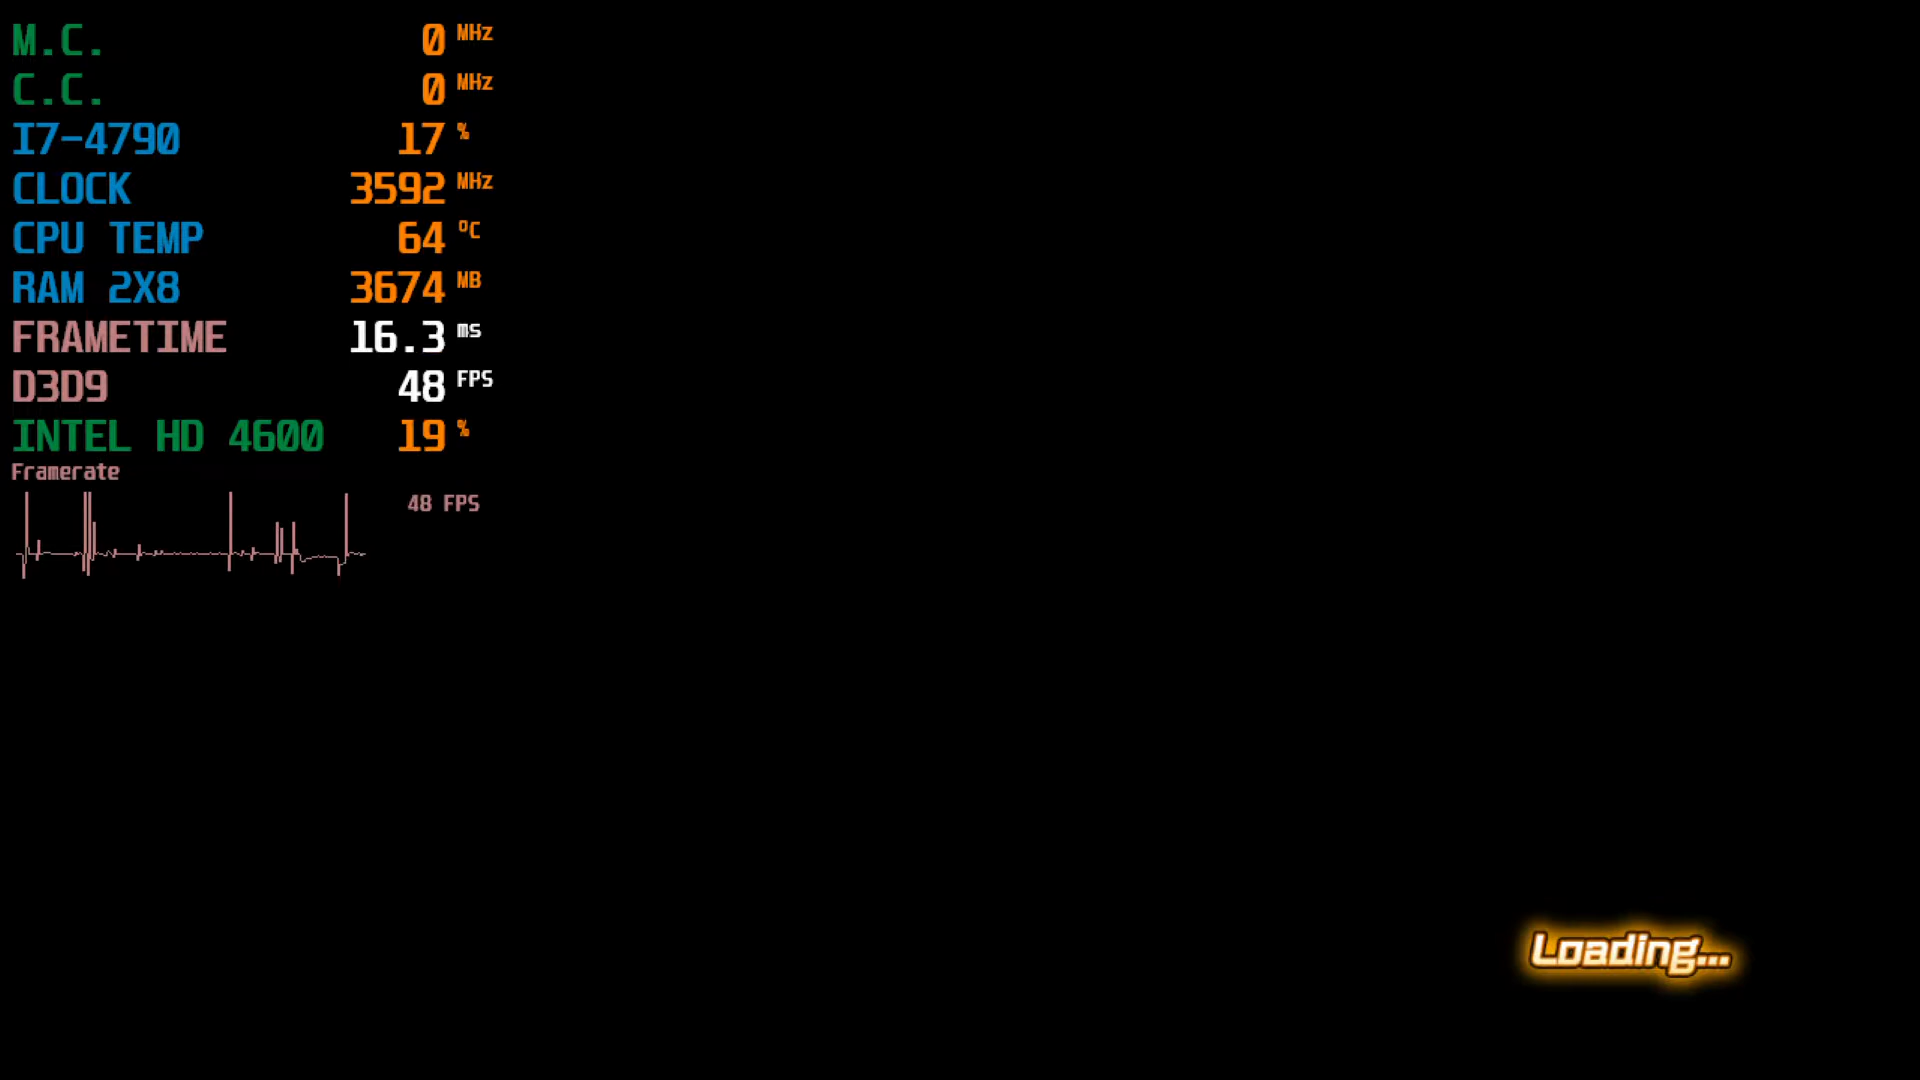 M.C. 0 MHz
C.C. 0 MHz
I7-4790 17 %
CLOCK 3592 MHz
CPU TEMP 64 °C
RAM 2X8 3674 MB
FRAMETIME 16.3 ms
D3D9 48 FPS
INTEL HD 4600 19 %
Framerate
48 FPS
Loading...